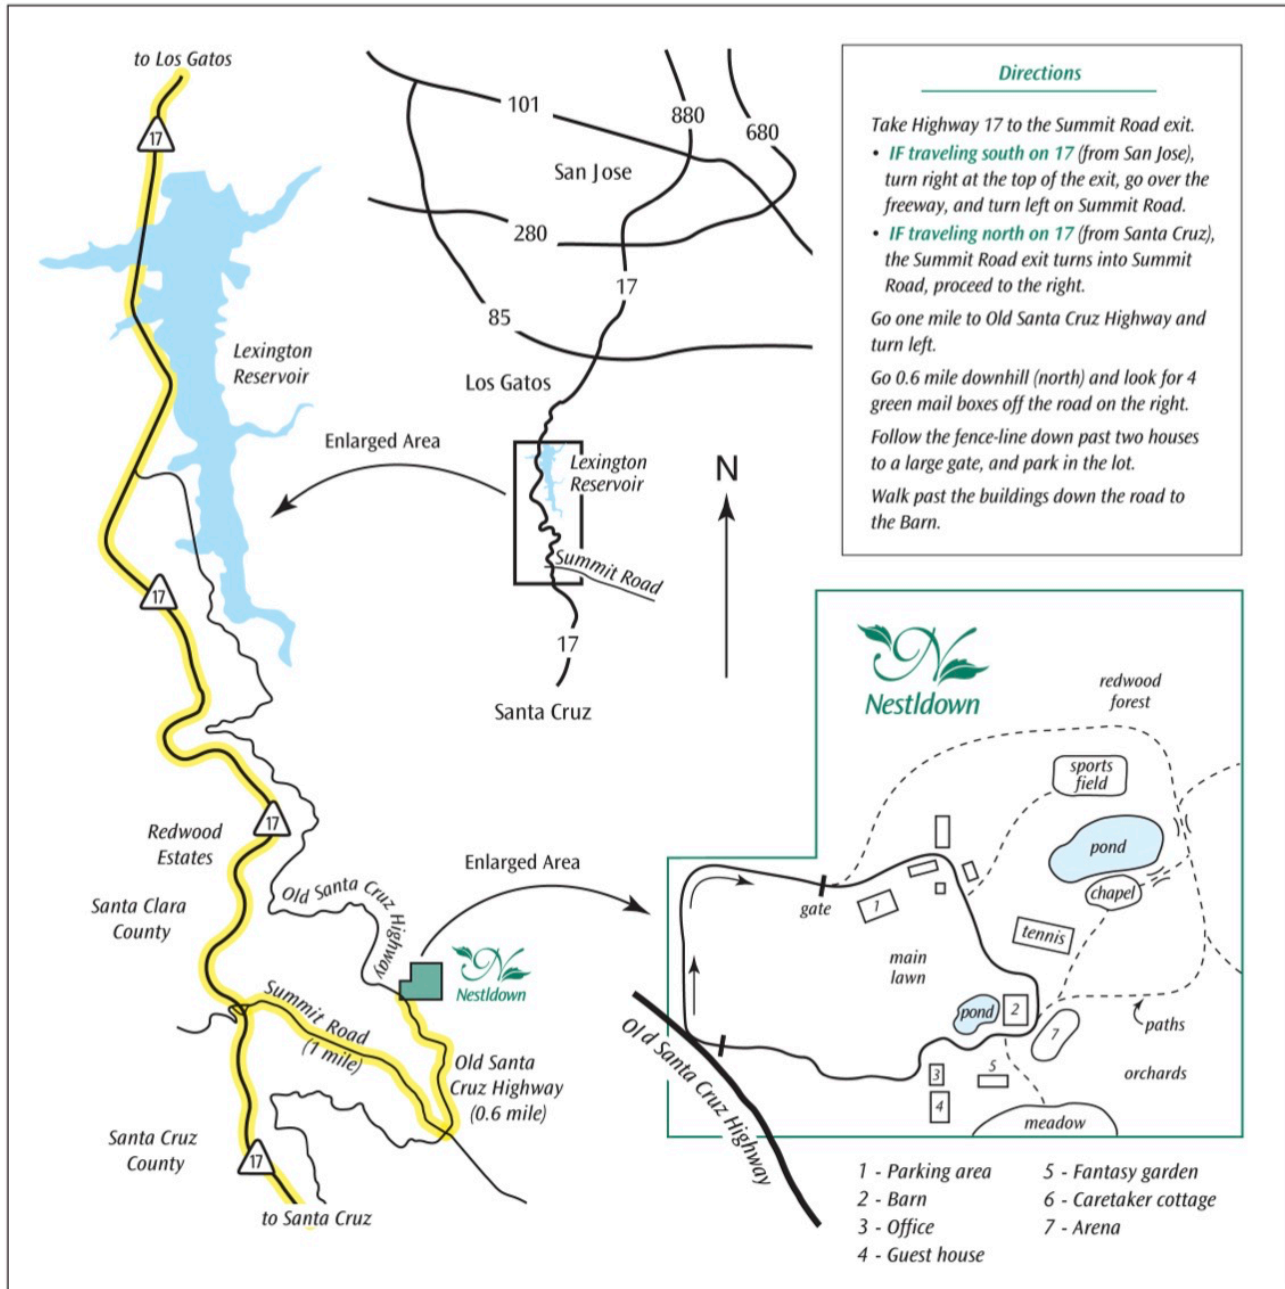 to Los Gatos
17
Lexington
Reservoir
17
17
Redwood
Estates
Santa Clara
County
Old Santa Cruz Highway
Nestldown
Summit Road
(1 mile)
Old Santa
Cruz Highway
(0.6 mile)
Santa Cruz
County
17
to Santa Cruz
101
880
680
San Jose
280
17
85
Los Gatos
Enlarged Area
Lexington
Reservoir
Summit Road
17
Santa Cruz
N
Directions
Take Highway 17 to the Summit Road exit.
• IF traveling south on 17 (from San Jose),
turn right at the top of the exit, go over the
freeway, and turn left on Summit Road.
• IF traveling north on 17 (from Santa Cruz),
the Summit Road exit turns into Summit
Road, proceed to the right.
Go one mile to Old Santa Cruz Highway and
turn left.
Go 0.6 mile downhill (north) and look for 4
green mail boxes off the road on the right.
Follow the fence-line down past two houses
to a large gate, and park in the lot.
Walk past the buildings down the road to
the Barn.
Enlarged Area
N
Nestldown
redwood
forest
sports
field
pond
chapel
gate
1
tennis
main
lawn
pond
2
7
paths
3
5
orchards
4
meadow
Old Santa Cruz Highway
1 - Parking area
2 - Barn
3 - Office
4 - Guest house
5 - Fantasy garden
6 - Caretaker cottage
7 - Arena